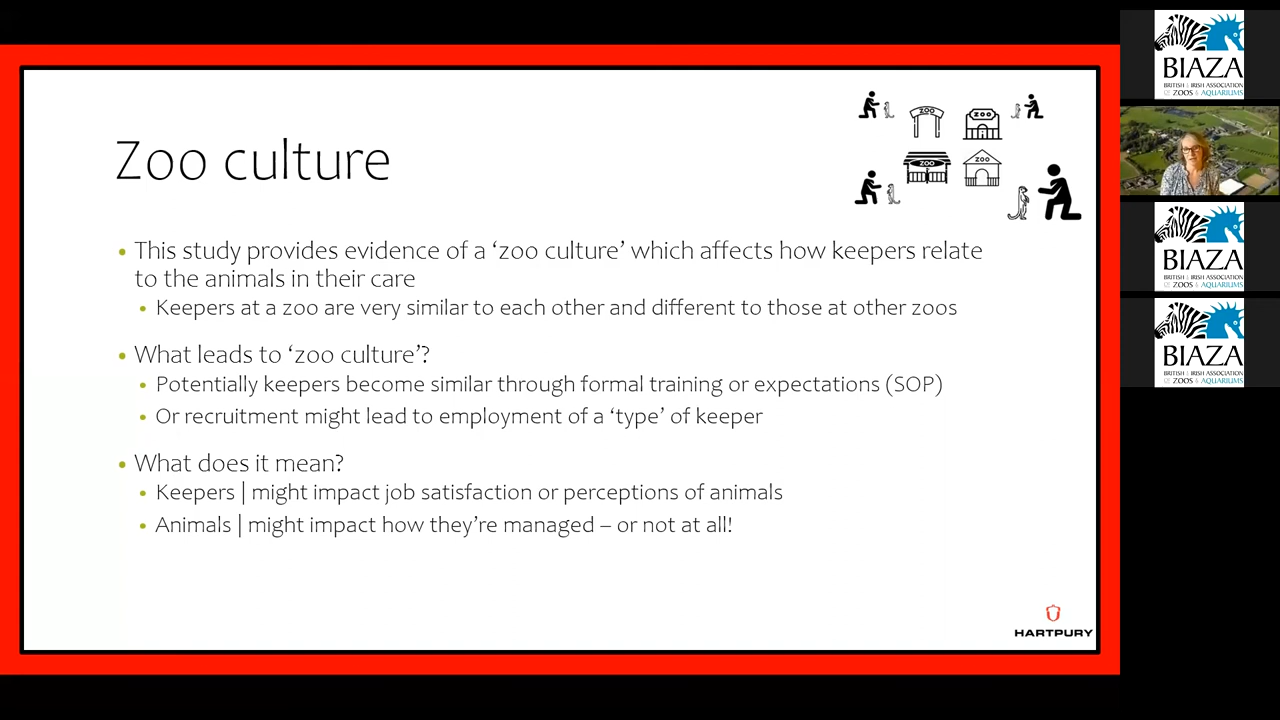 Zoo culture
ZOO
ZOO
ZOO
ZOO
• This study provides evidence of a ‘zoo culture’ which affects how keepers relate
to the animals in their care
• Keepers at a zoo are very similar to each other and different to those at other zoos
• What leads to ‘zoo culture’?
• Potentially keepers become similar through formal training or expectations (SOP)
• Or recruitment might lead to employment of a ‘type’ of keeper
• What does it mean?
• Keepers | might impact job satisfaction or perceptions of animals
• Animals | might impact how they’re managed – or not at all!
HARTPURY
BIAZA
BRITISH & IRISH ASSOCIATION
OF ZOOS & AQUARIUMS
BIAZA
BRITISH & IRISH ASSOCIATION
OF ZOOS & AQUARIUMS
BIAZA
BRITISH & IRISH ASSOCIATION
OF ZOOS & AQUARIUMS